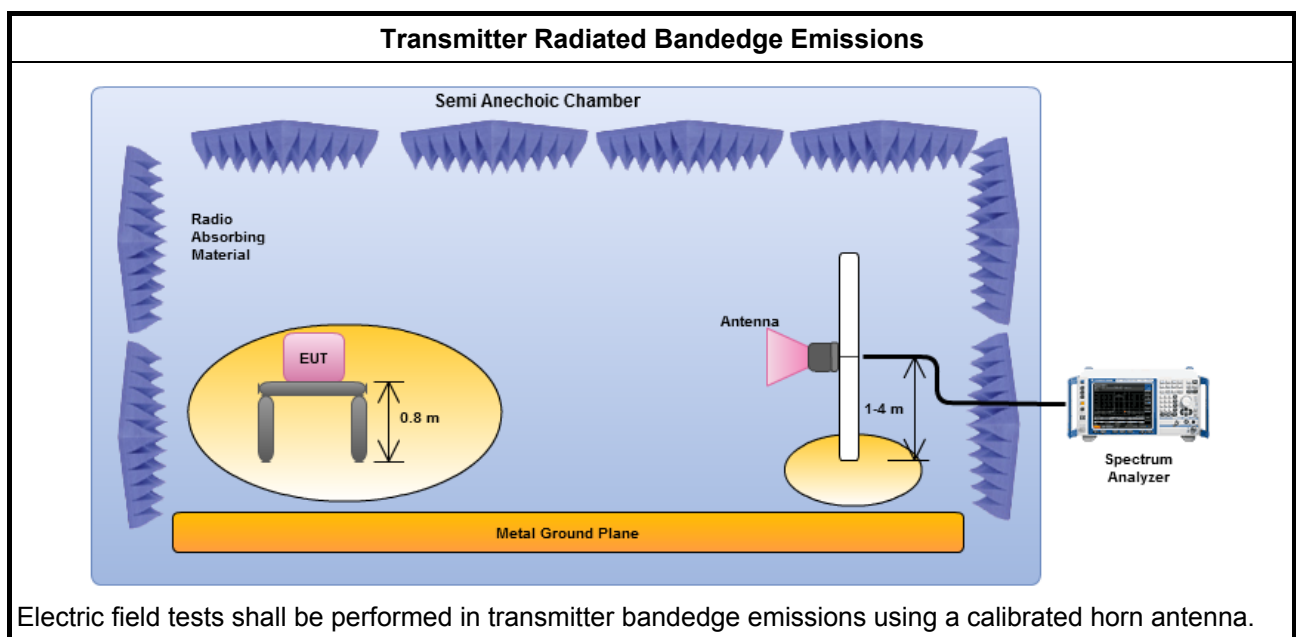 Transmitter Radiated Bandedge Emissions
Semi Anechoic Chamber
Radio
Absorbing
Material
Antenna
EUT
0.8 m
1-4 m
Spectrum
Analyzer
Metal Ground Plane
Electric field tests shall be performed in transmitter bandedge emissions using a calibrated horn antenna.